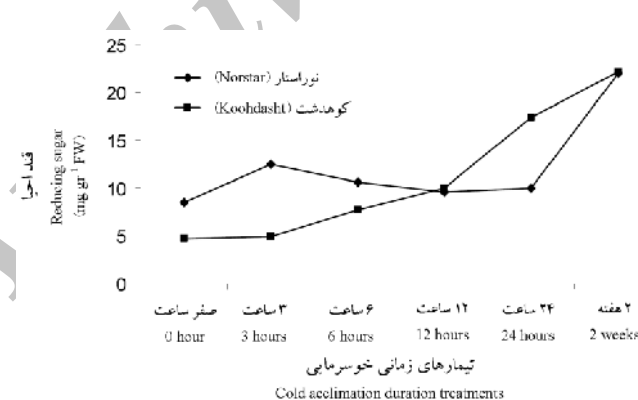 25
20
15
10
5
0
نوراستار (Norstar)
کوهدشت (Koohdasht)
قند احیا
Reducing sugar
(mg gr⁻¹ FW)
صفر ساعت ۳ ساعت ۶ ساعت ۱۲ ساعت ۲۴ ساعت ۲ هفته
0 hour 3 hours 6 hours 12 hours 24 hours 2 weeks
تیمارهای زمانی خوسرمایی
Cold acclimation duration treatments